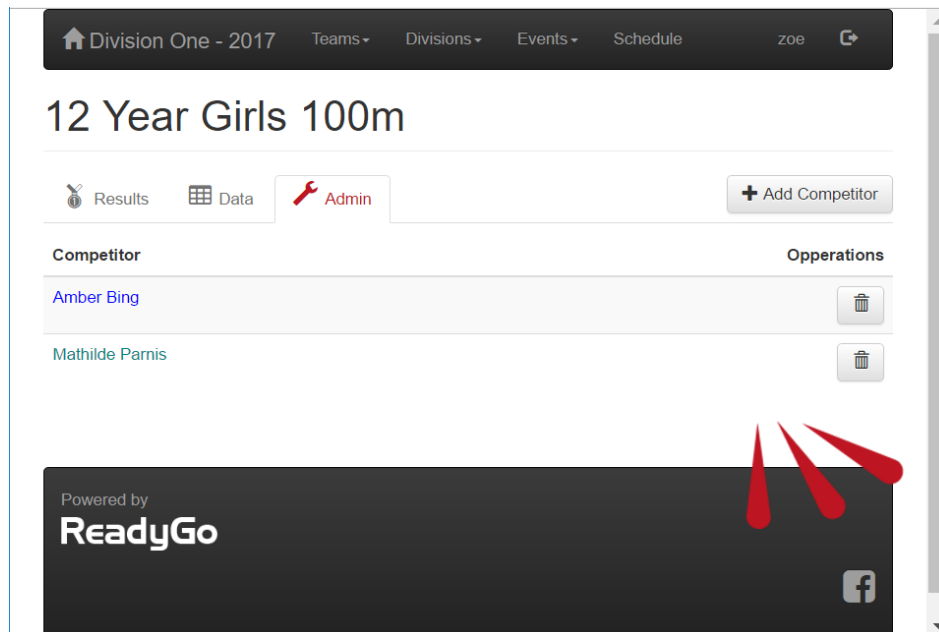 Division One - 2017 Teams Divisions Events Schedule zoe
12 Year Girls 100m
Results Data Admin Add Competitor
Competitor Opperations
Amber Bing
Mathilde Parnis
Powered by
ReadyGo